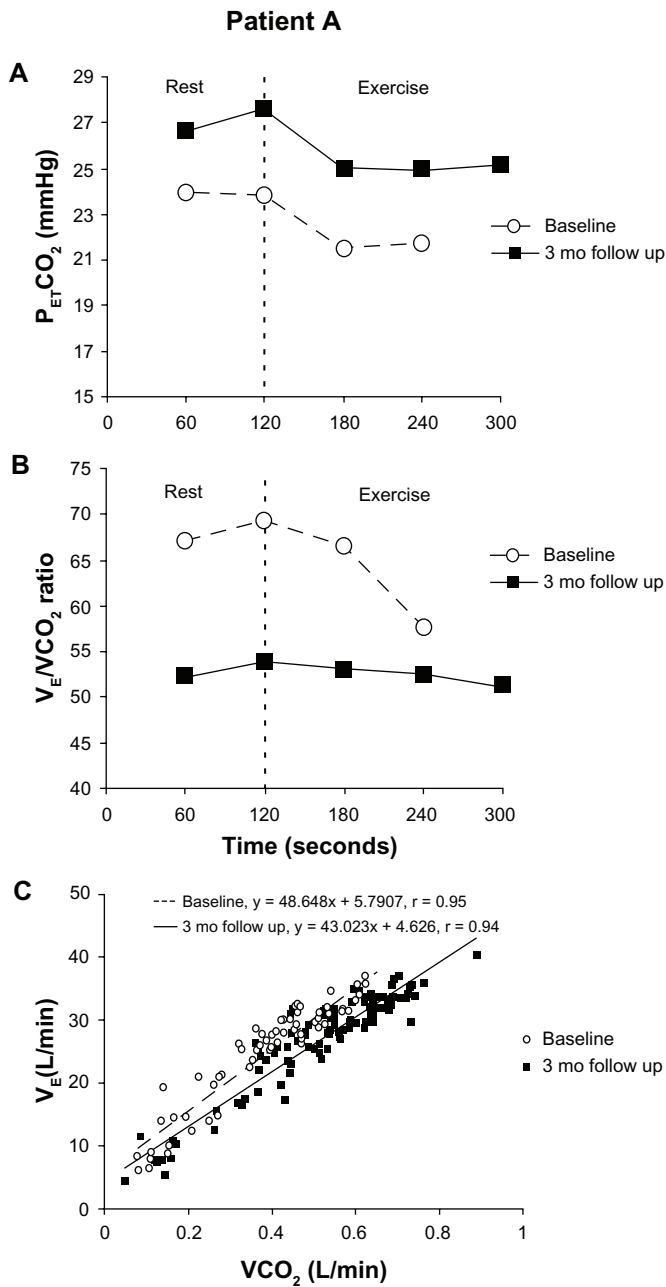 Patient A
A
Rest
Exercise
29
27
25
23
21
19
17
15
P_ET CO₂ (mmHg)
0 60 120 180 240 300
Baseline
3 mo follow up
B
Rest
Exercise
75
70
65
60
55
50
45
40
V_E/VCO₂ ratio
0 60 120 180 240 300
Time (seconds)
Baseline
3 mo follow up
C
Baseline, y = 48.648x + 5.7907, r = 0.95
3 mo follow up, y = 43.023x + 4.626, r = 0.94
50
40
30
20
10
0
V_E(L/min)
0 0.2 0.4 0.6 0.8 1
VCO₂ (L/min)
Baseline
3 mo follow up